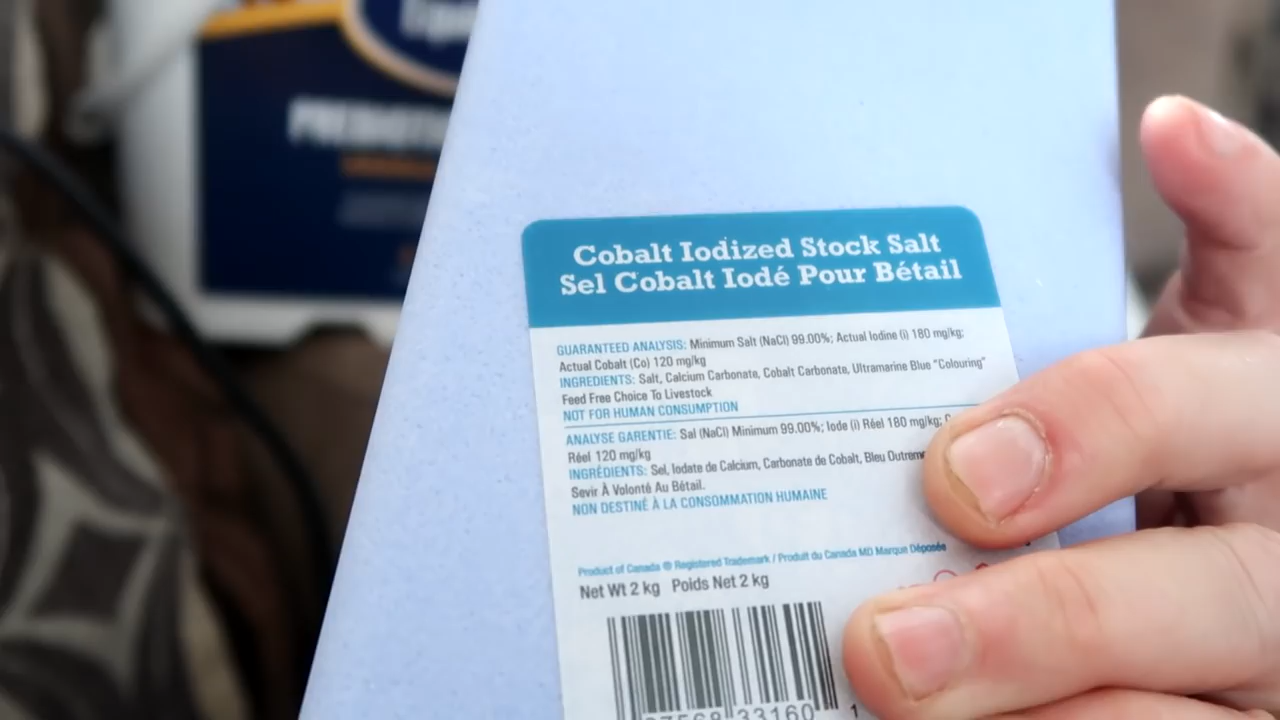 Cobalt Iodized Stock Salt
Sel Cobalt Iodé Pour Bétail
GUARANTEED ANALYSIS: Minimum Salt (NaCl) 99.00%; Actual Iodine (i) 180 mg/kg;
Actual Cobalt (Co) 120 mg/kg
INGREDIENTS: Salt, Calcium Carbonate, Cobalt Carbonate, Ultramarine Blue "Colouring"
Feed Free Choice To Livestock
NOT FOR HUMAN CONSUMPTION
ANALYSE GARENTIE: Sal (NaCl) Minimum 99.00%; Iode (i) Réel 180 mg/kg;
Réel 120 mg/kg
INGRÉDIENTS: Sel, Iodate de Calcium, Carbonate de Cobalt, Bleu
Sevir À Volonté Au Bétail.
NON DESTINÉ À LA CONSOMMATION HUMAINE
Product of Canada ® Registered Trademark / Produit du Canada MD Marque Déposée
Net Wt 2 kg Poids Net 2 kg
33160 1